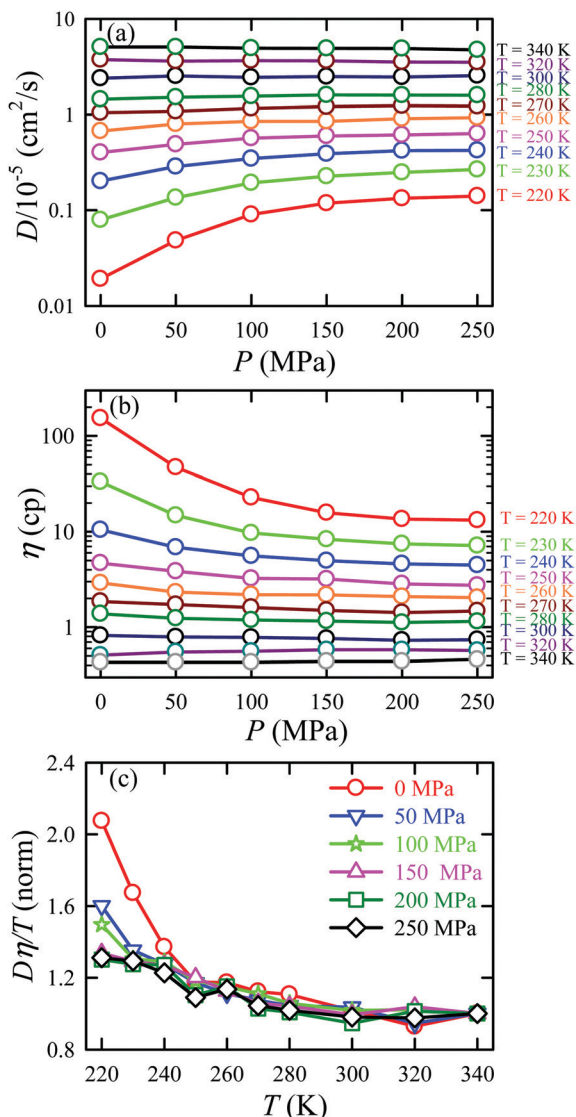 (a)
10
1
0.1
0.01
D/10⁻⁵ (cm²/s)
T = 340 K
T = 320 K
T = 300 K
T = 280 K
T = 270 K
T = 260 K
T = 250 K
T = 240 K
T = 230 K
T = 220 K
0 50 100 150 200 250
P (MPa)
(b)
100
10
1
η (cp)
T = 220 K
T = 230 K
T = 240 K
T = 250 K
T = 260 K
T = 270 K
T = 280 K
T = 300 K
T = 320 K
T = 340 K
0 50 100 150 200 250
P (MPa)
(c)
2.4
2.0
1.6
1.2
0.8
Dη/T (norm)
0 MPa
50 MPa
100 MPa
150 MPa
200 MPa
250 MPa
220 240 260 280 300 320 340
T (K)